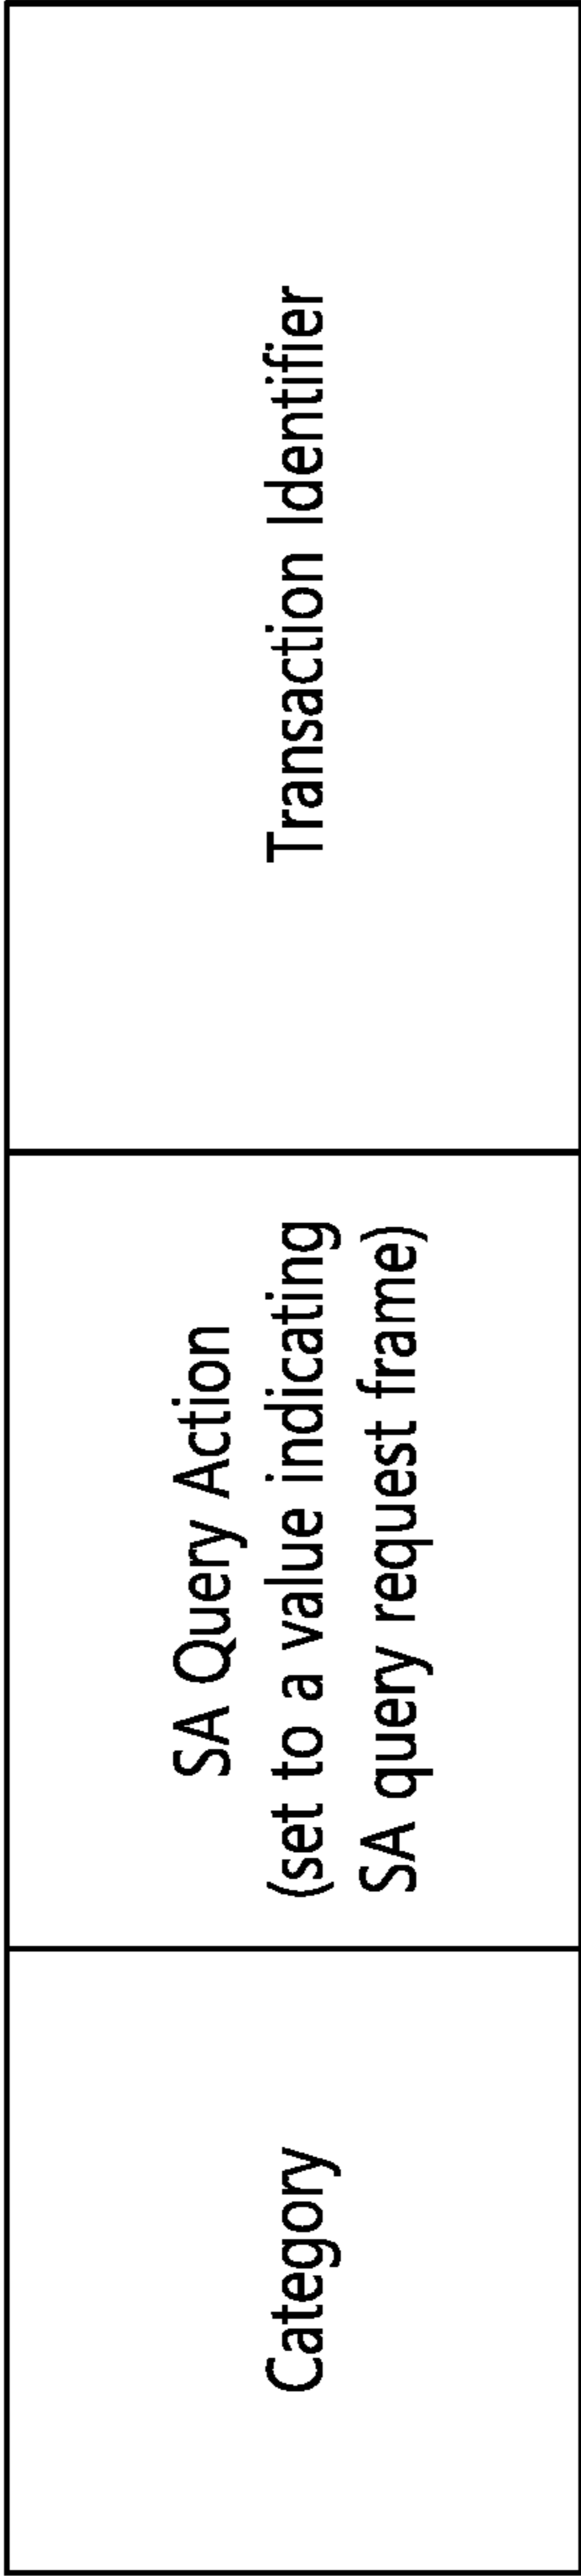 Category
SA Query Action
(set to a value indicating
SA query request frame)
Transaction Identifier